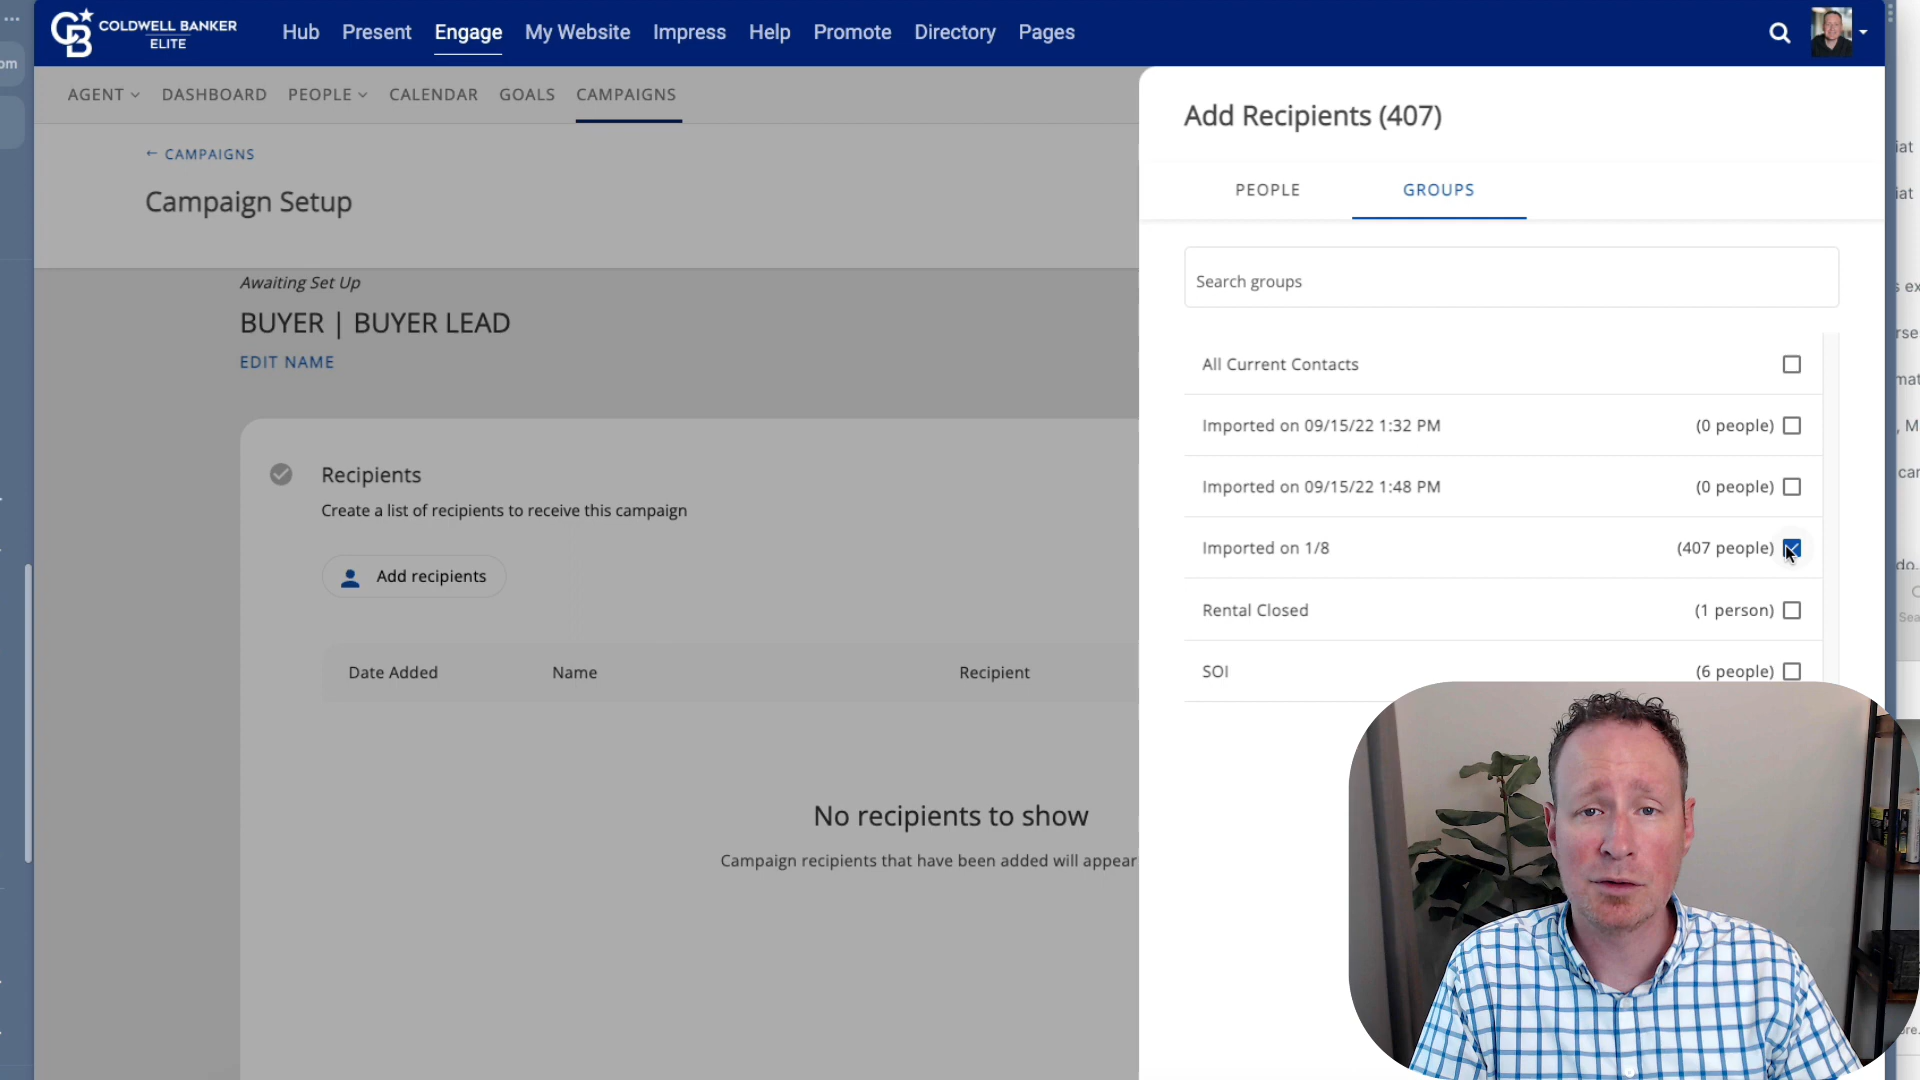 COLDWELL BANKER
ELITE
Hub Present Engage My Website Impress Help Promote Directory Pages
AGENT DASHBOARD PEOPLE CALENDAR GOALS CAMPAIGNS
← CAMPAIGNS
Campaign Setup
Awaiting Set Up
BUYER | BUYER LEAD
EDIT NAME
Recipients
Create a list of recipients to receive this campaign
Add recipients
Date Added Name Recipient
No recipients to show
Campaign recipients that have been added will appear
Add Recipients (407)
PEOPLE GROUPS
Search groups
All Current Contacts
Imported on 09/15/22 1:32 PM (0 people)
Imported on 09/15/22 1:48 PM (0 people)
Imported on 1/8 (407 people)
Rental Closed (1 person)
SOI (6 people)